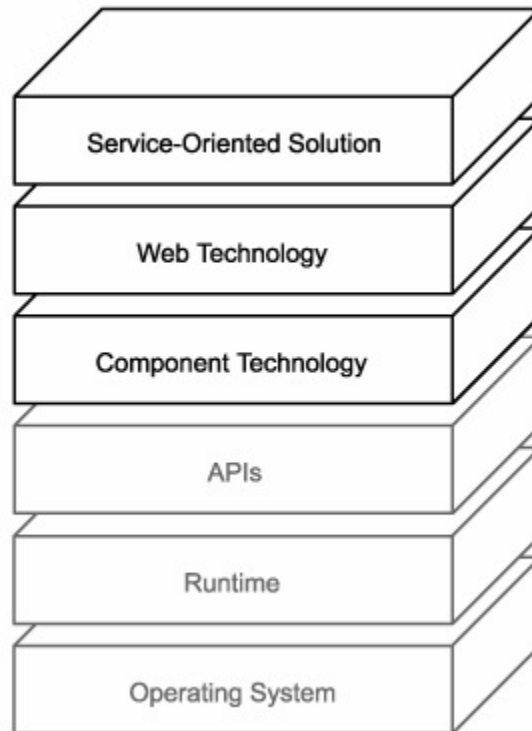 Service-Oriented Solution
Web Technology
Component Technology
APIs
Runtime
Operating System